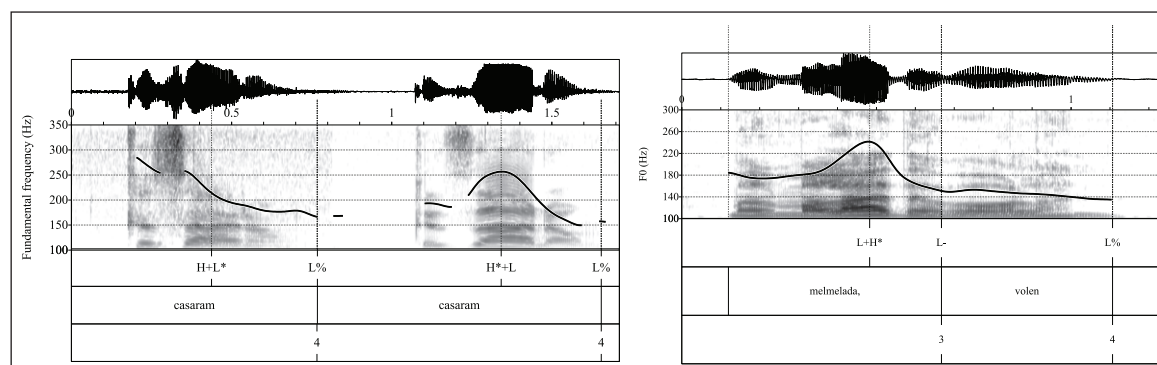 0 0.5 1 1.5
Fundamental frequency (Hz)
350
300
250
200
150
100
H+L* L% H*+L L%
casaram casaram
4 4
0 1
F0 (Hz)
300
260
220
180
140
100
L+H* L- L%
melmelada, volen
3 4